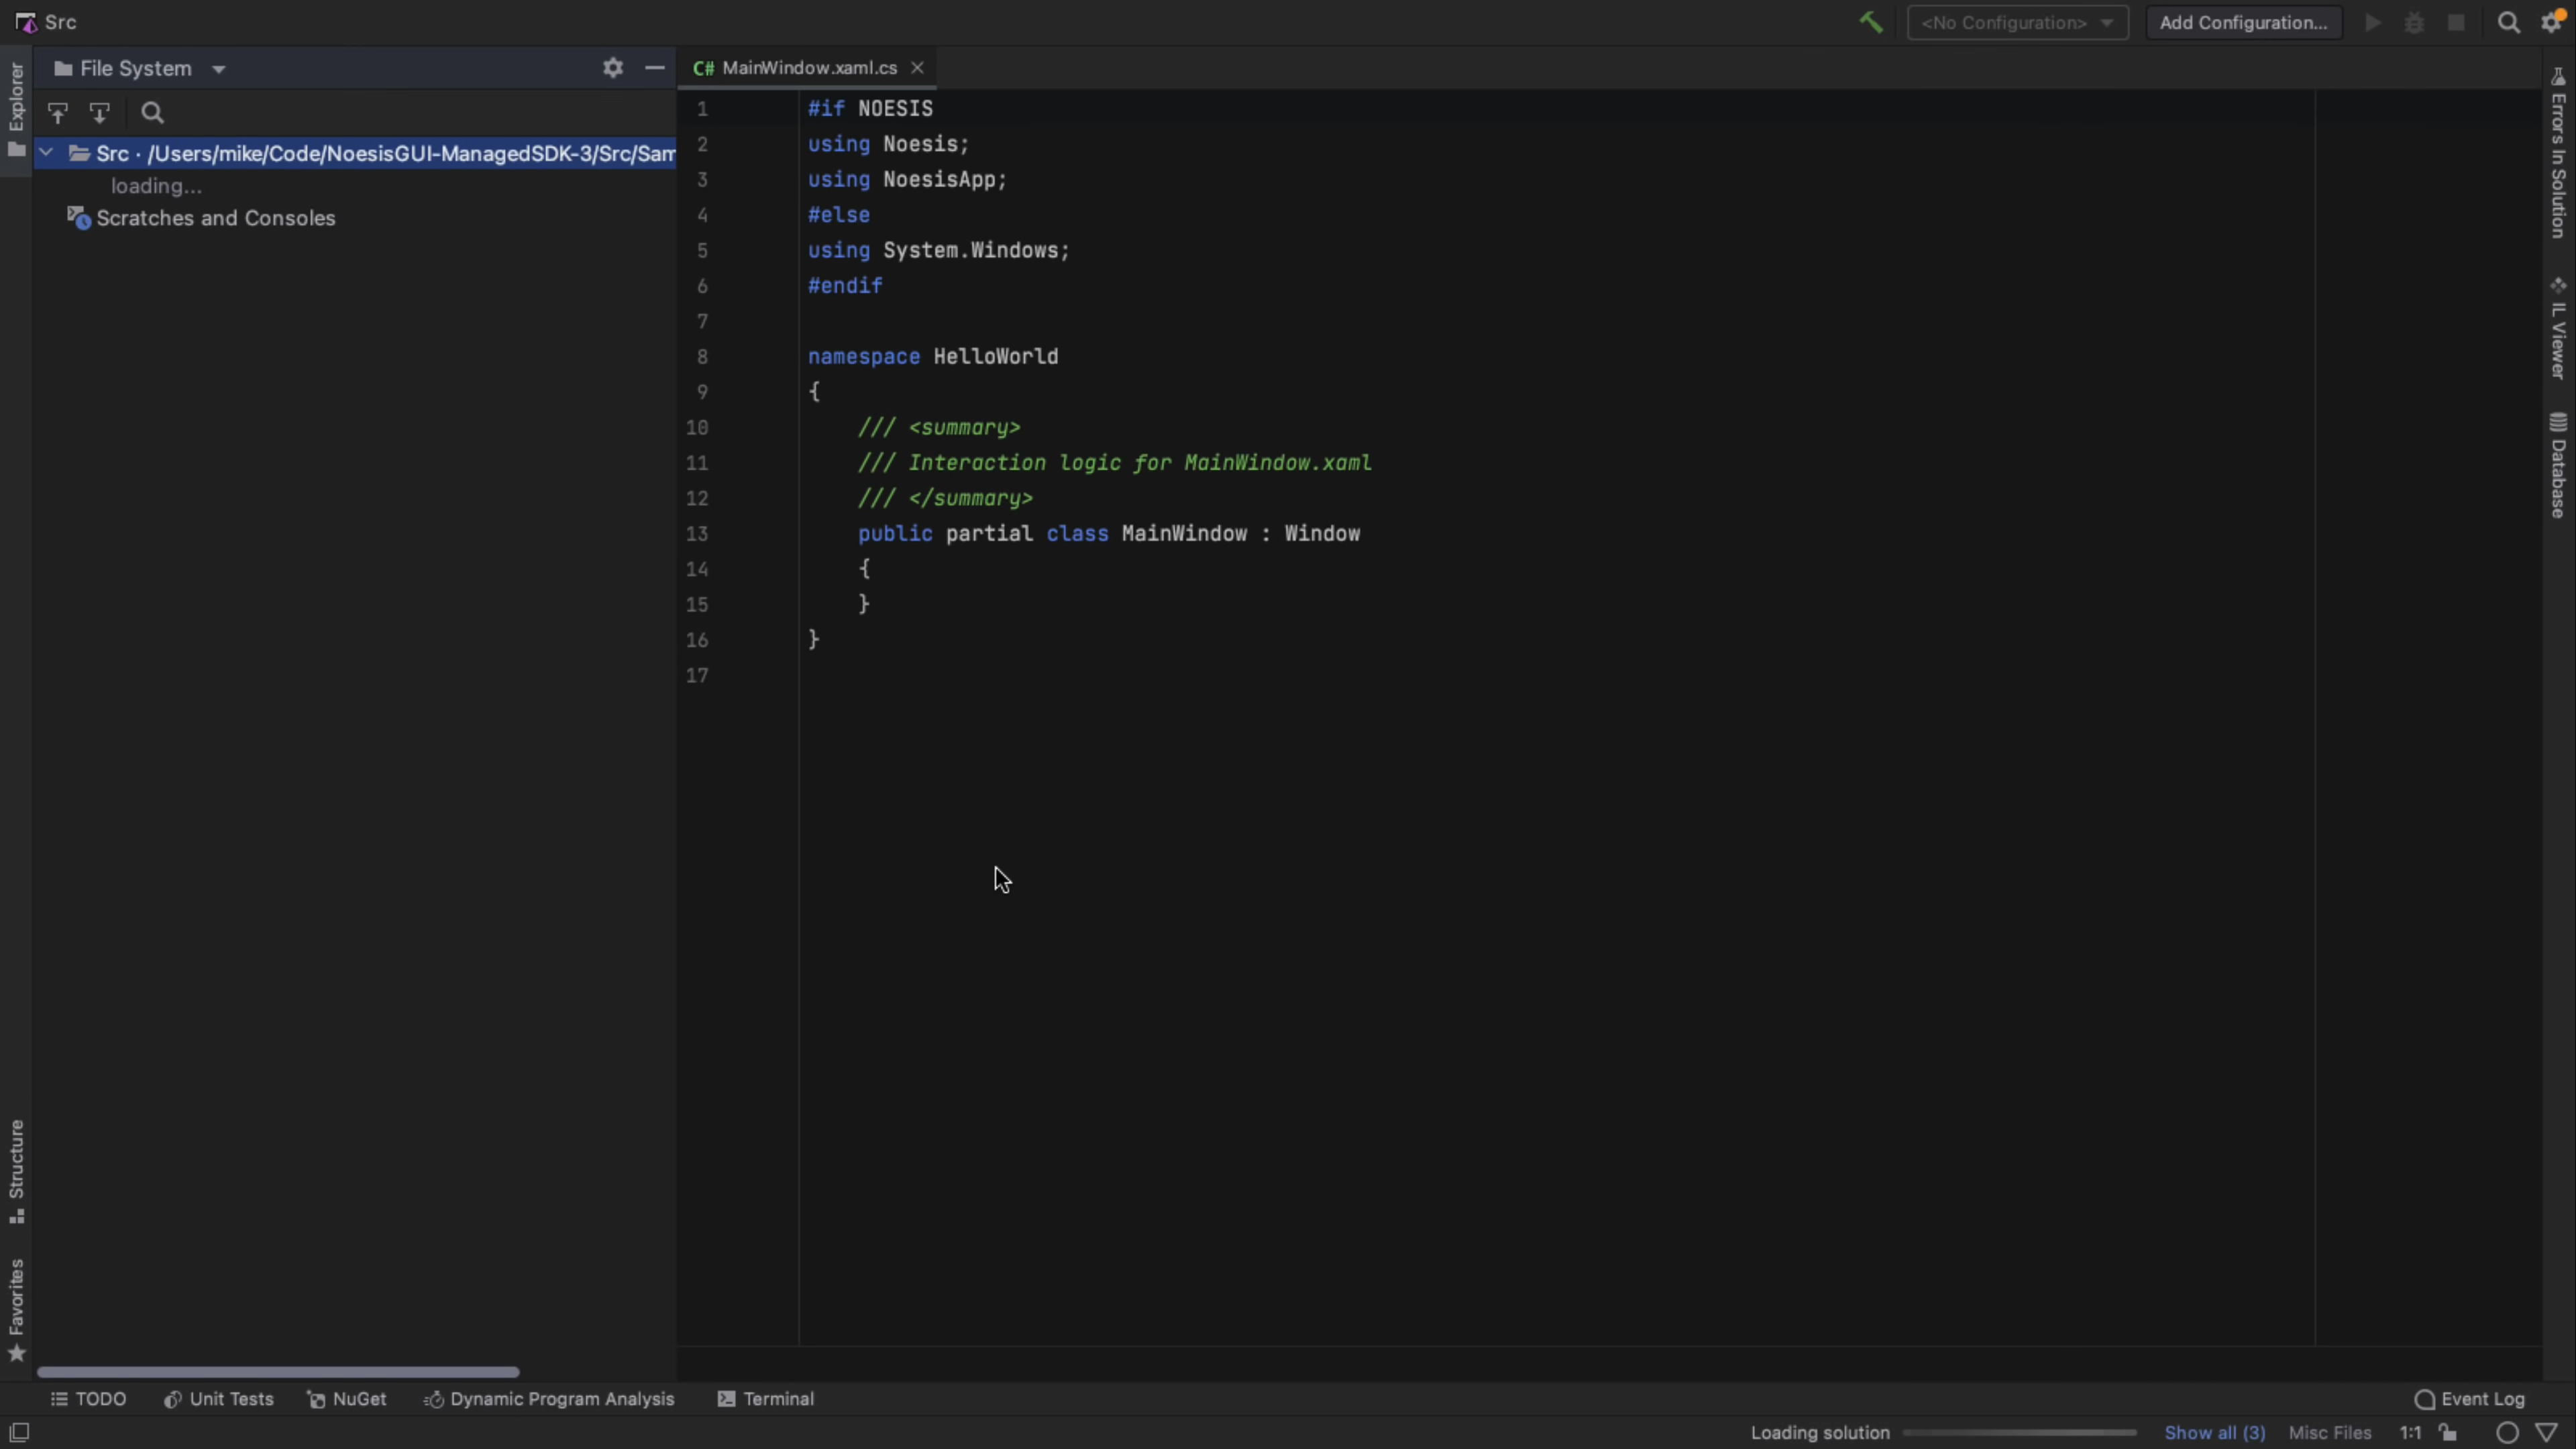 Src
<No Configuration>
Add Configuration...
Explorer
File System
MainWindow.xaml.cs
C#
Src · /Users/mike/Code/NoesisGUI-ManagedSDK-3/Src/Sam
loading...
Scratches and Consoles
1 #if NOESIS
2 using Noesis;
3 using NoesisApp;
4 #else
5 using System.Windows;
6 #endif
7
8 namespace HelloWorld
9 {
10 /// <summary>
11 /// Interaction logic for MainWindow.xaml
12 /// </summary>
13 public partial class MainWindow : Window
14 {
15 }
16 }
17
Errors In Solution
IL Viewer
Database
Structure
Favorites
TODO
Unit Tests
NuGet
Dynamic Program Analysis
Terminal
Event Log
Loading solution
Show all (3)
Misc Files
1:1